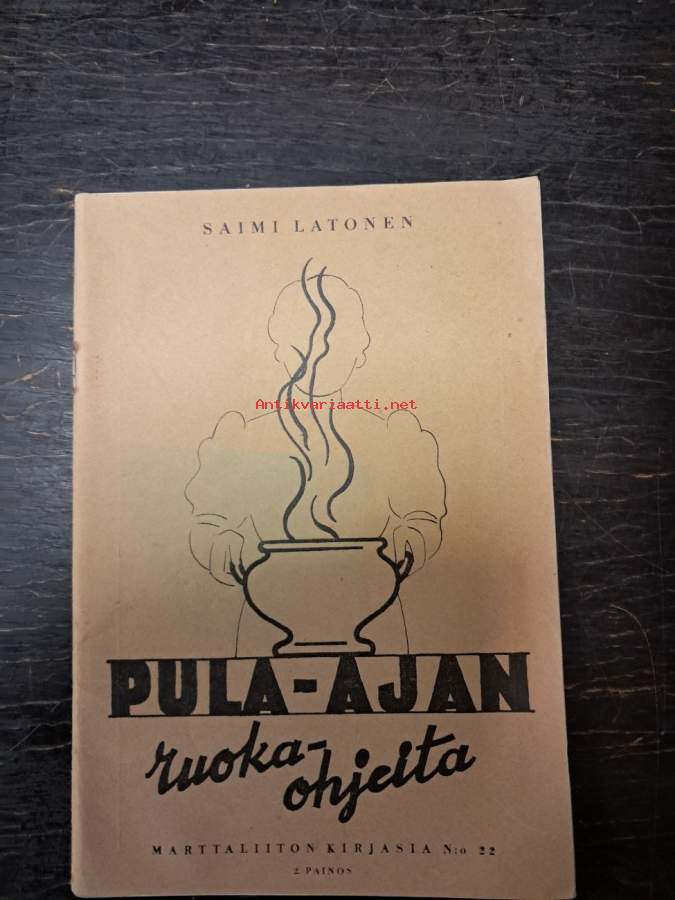 SAIMI LATONEN
Antikvariaatti.net
PULA-AJAN
ruoka-
ohjeita
MARTTALIITON KIRJASIA N:o 22
2. PAINOS